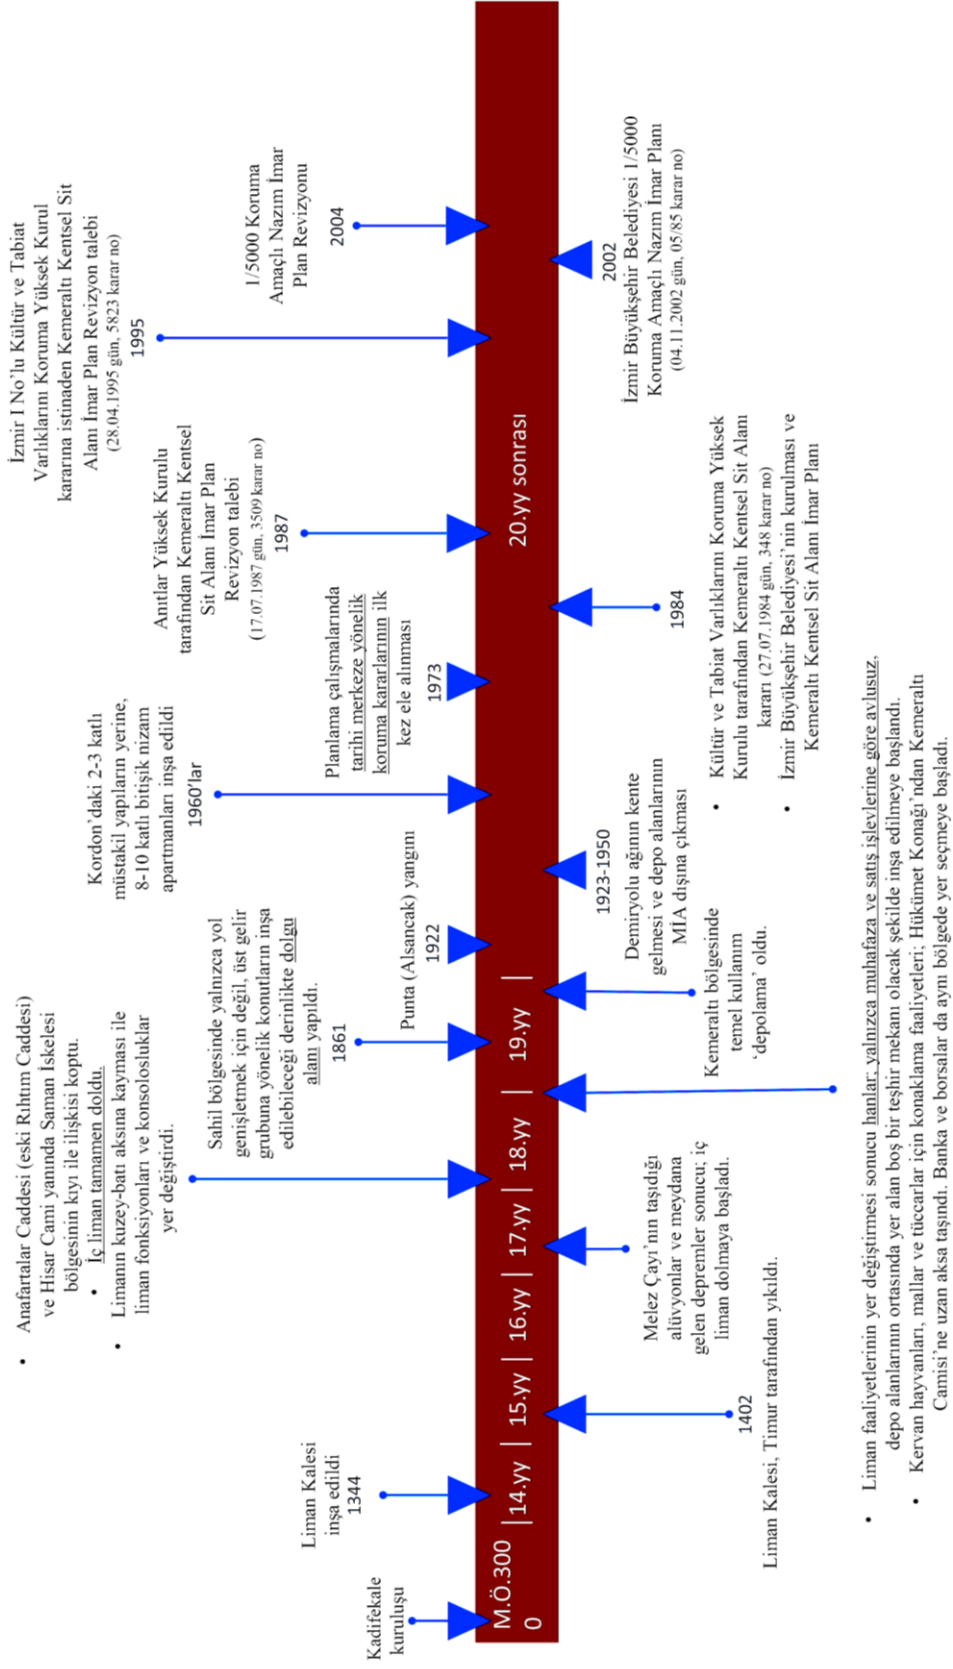 Kadifekale
kuruluşu
Liman Kalesi
inşa edildi
1344
• Anafartalar Caddesi (eski Rıhtım Caddesi)
ve Hisar Cami yanında Saman İskelesi
bölgesinin kıyı ile ilişkisi koptu.
• İç liman tamamen doldu.
• Limanın kuzey-batı aksına kayması ile
liman fonksiyonları ve konsolosluklar
yer değiştirdi.
Sahil bölgesinde yalnızca yol
genişletmek için değil, üst gelir
grubuna yönelik konutların inşa
edilebileceği derinlikte dolgu
alanı yapıldı.
1861
Punta (Alsancak) yangını
1922
Kordon'daki 2-3 katlı
müstakil yapıların yerine,
8-10 katlı bitişik nizam
apartmanları inşa edildi
1960'lar
Planlama çalışmalarında
tarihi merkeze yönelik
koruma kararlarının ilk
kez ele alınması
1973
Anıtlar Yüksek Kurulu
tarafından Kemeraltı Kentsel
Sit Alanı İmar Plan
Revizyon talebi
(17.07.1987 gün, 3509 karar no)
1987
İzmir I No'lu Kültür ve Tabiat
Varlıklarını Koruma Yüksek Kurul
kararına istinaden Kemeraltı Kentsel Sit
Alanı İmar Plan Revizyon talebi
(28.04.1995 gün, 5823 karar no)
1995
1/5000 Koruma
Amaçlı Nazım İmar
Plan Revizyonu
2004
M.Ö.300
0
|14.yy | 15.yy | 16.yy | 17.yy | 18.yy | 19.yy |
20.yy sonrası
1402
Liman Kalesi, Timur tarafından yıkıldı.
Melez Çayı'nın taşıdığı
alüvyonlar ve meydana
gelen depremler sonucu; iç
liman dolmaya başladı.
• Liman faaliyetlerinin yer değiştirmesi sonucu hanlar; yalnızca muhafaza ve satış işlevlerine göre avlusuz,
depo alanlarının ortasında yer alan boş bir teşhir mekanı olacak şekilde inşa edilmeye başlandı.
• Kervan hayvanları, mallar ve tüccarlar için konaklama faaliyetleri; Hükümet Konağı'ndan Kemeraltı
Camisi'ne uzan aksa taşındı. Banka ve borsalar da aynı bölgede yer seçmeye başladı.
Kemeraltı bölgesinde
temel kullanım
'depolama' oldu.
1923-1950
Demiryolu ağının kente
gelmesi ve depo alanlarının
MİA dışına çıkması
1984
• Kültür ve Tabiat Varlıklarını Koruma Yüksek
Kurulu tarafından Kemeraltı Kentsel Sit Alanı
kararı (27.07.1984 gün, 348 karar no)
• İzmir Büyükşehir Belediyesi'nin kurulması ve
Kemeraltı Kentsel Sit Alanı İmar Planı
2002
İzmir Büyükşehir Belediyesi 1/5000
Koruma Amaçlı Nazım İmar Planı
(04.11.2002 gün, 05/85 karar no)